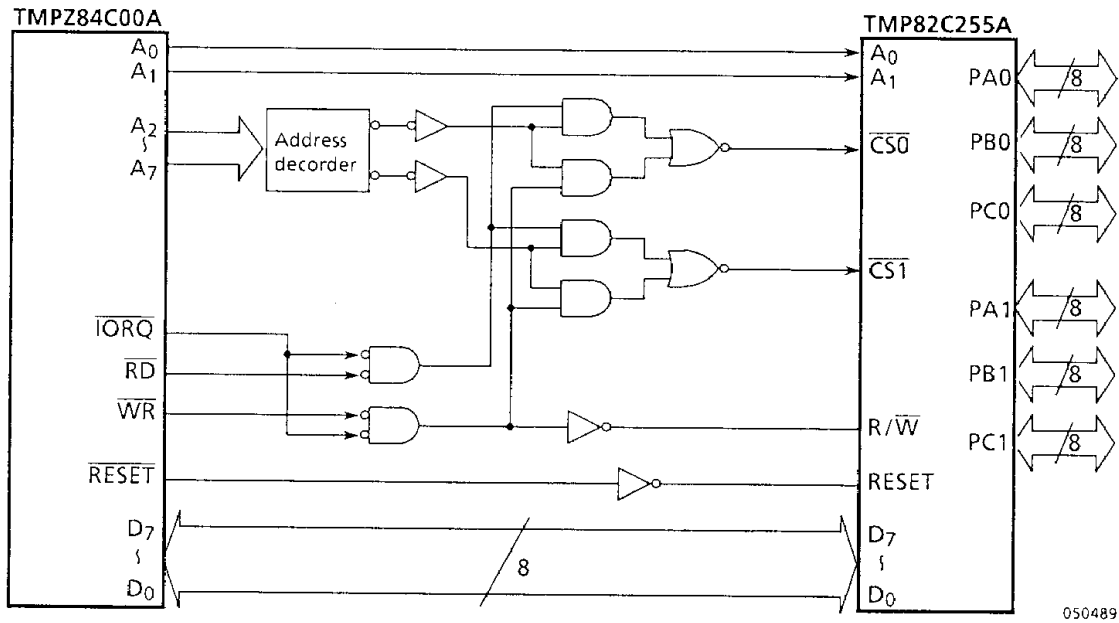 TMPZ84C00A
TMP82C255A
A0
A1
A2
~
A7
Address
decorder
IORQ
RD
WR
RESET
D7
~
D0
8
A0
A1
CS0
CS1
R/W
RESET
D7
~
D0
PA0
8
PB0
8
PC0
8
PA1
8
PB1
8
PC1
8
050489